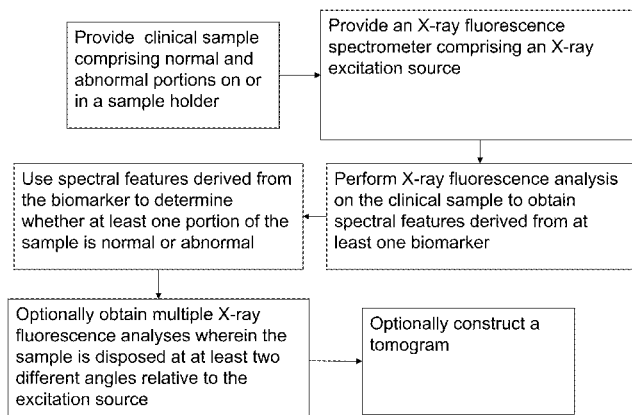 Provide clinical sample
comprising normal and
abnormal portions on or
in a sample holder
Provide an X-ray fluorescence
spectrometer comprising an X-ray
excitation source
Use spectral features derived from
the biomarker to determine
whether at least one portion of the
sample is normal or abnormal
Perform X-ray fluorescence analysis
on the clinical sample to obtain
spectral features derived from at
least one biomarker
Optionally obtain multiple X-ray
fluorescence analyses wherein the
sample is disposed at at least two
different angles relative to the
excitation source
Optionally construct a
tomogram